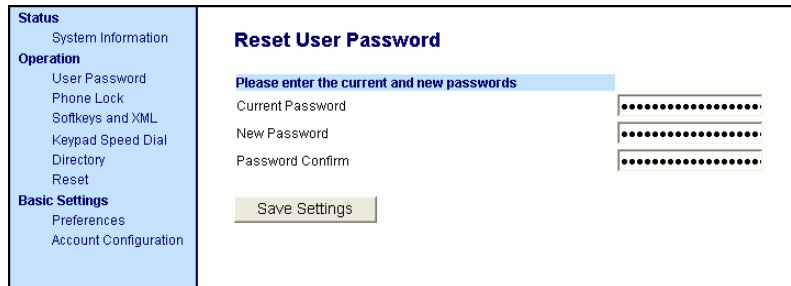 Status
System Information
Operation
User Password
Phone Lock
Softkeys and XML
Keypad Speed Dial
Directory
Reset
Basic Settings
Preferences
Account Configuration
Reset User Password
Please enter the current and new passwords
Current Password
New Password
Password Confirm
Save Settings